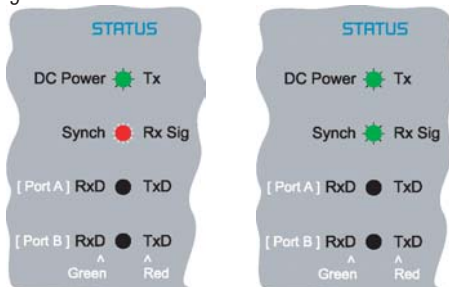 STATUS
DC Power Tx
Synch Rx Sig
[ Port A ] RxD TxD
[ Port B ] RxD TxD
^ ^
Green Red
STATUS
DC Power Tx
Synch Rx Sig
[ Port A ] RxD TxD
[ Port B ] RxD TxD
^ ^
Green Red